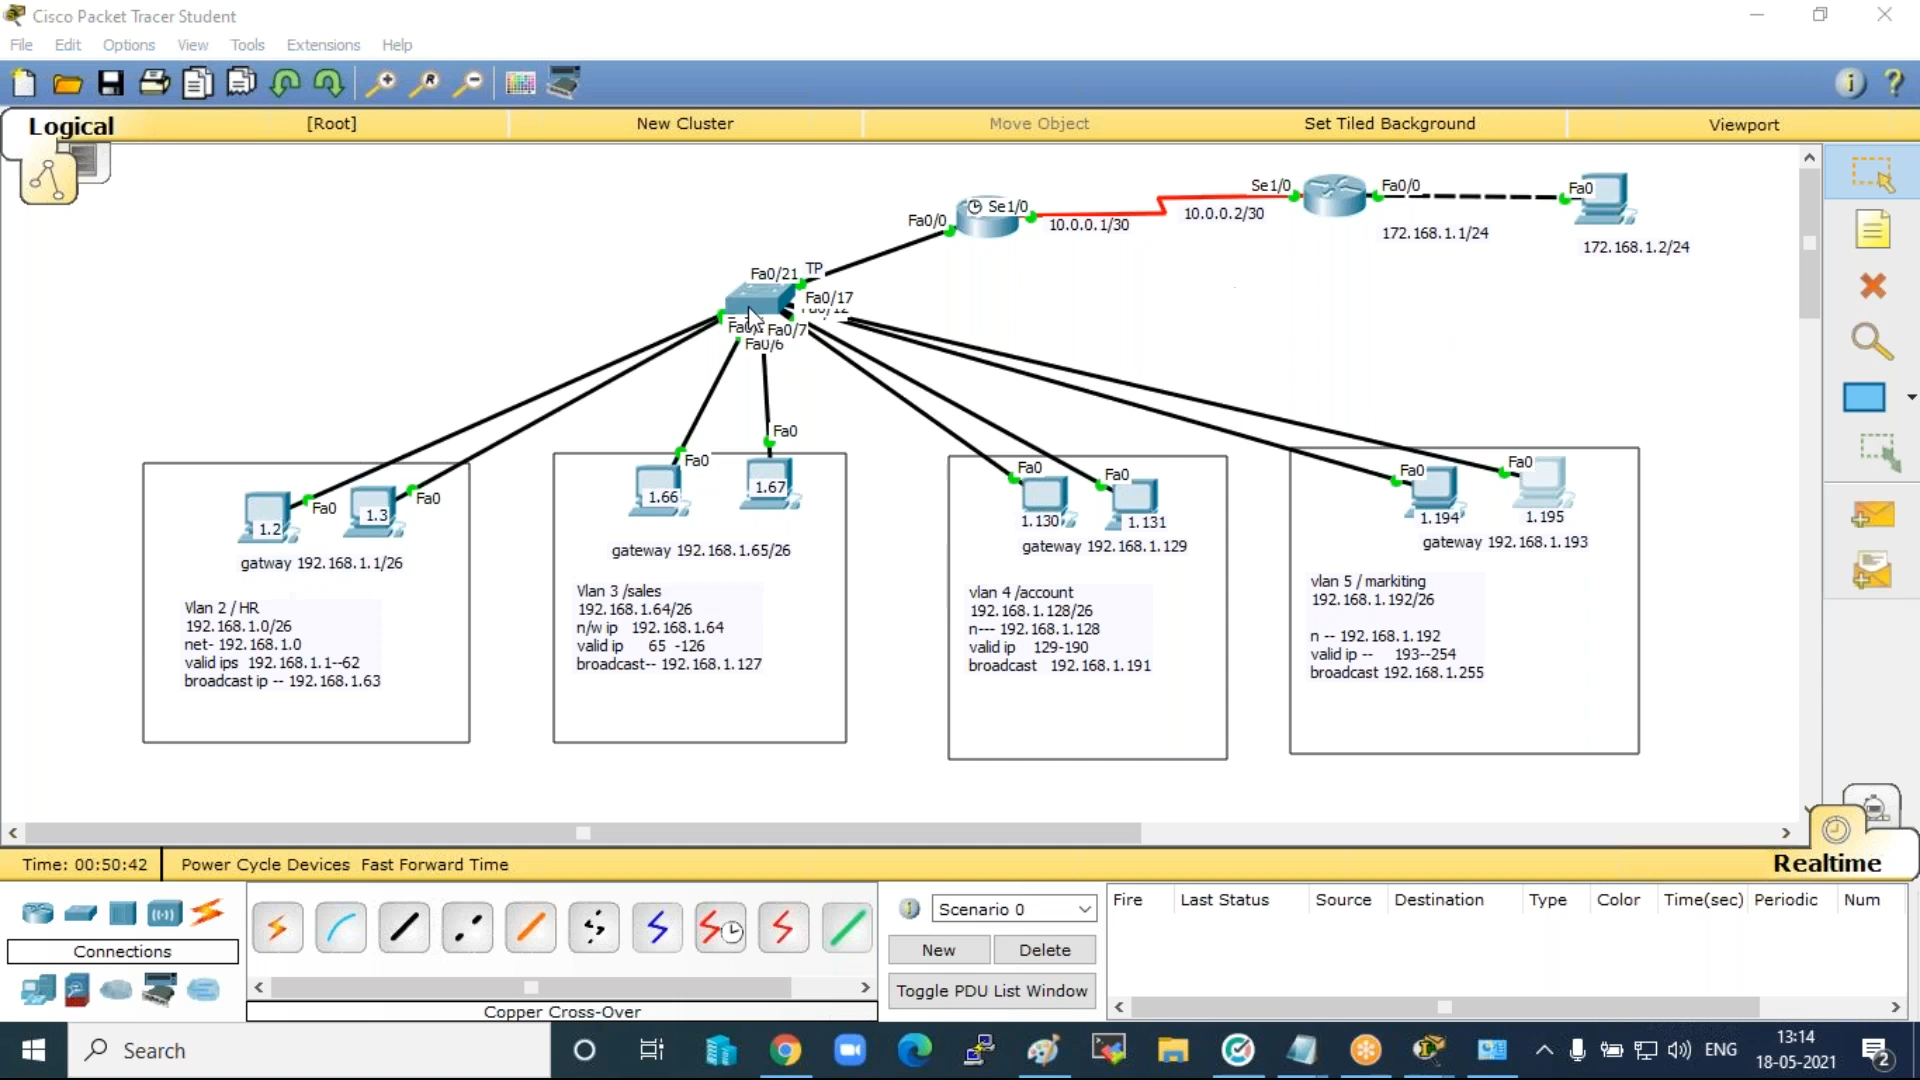 Cisco Packet Tracer Student
File Edit Options View Tools Extensions Help
Logical [Root] New Cluster Move Object Set Tiled Background Viewport
Se1/0 Fa0/0 Fa0
Fa0/0 Se1/0
10.0.0.1/30 10.0.0.2/30
172.168.1.1/24
172.168.1.2/24
Fa0/21 TP
Fa0/17
Fa0/7
Fa0/6
Fa0
Fa0
Fa0 Fa0
Fa0 Fa0
Fa0 Fa0
1.2 1.3
gatway 192.168.1.1/26
Vlan 2 / HR
192.168.1.0/26
net- 192.168.1.0
valid ips 192.168.1.1--62
broadcast ip -- 192.168.1.63
1.66 1.67
gateway 192.168.1.65/26
Vlan 3 /sales
192.168.1.64/26
n/w ip 192.168.1.64
valid ip 65 -126
broadcast-- 192.168.1.127
1.130 1.131
gateway 192.168.1.129
vlan 4 /account
192.168.1.128/26
n--- 192.168.1.128
valid ip 129-190
broadcast 192.168.1.191
1.194 1.195
gateway 192.168.1.193
vlan 5 / markiting
192.168.1.192/26
n -- 192.168.1.192
valid ip -- 193--254
broadcast 192.168.1.255
Time: 00:50:42 Power Cycle Devices Fast Forward Time
Realtime
Connections
Copper Cross-Over
Scenario 0
New Delete
Toggle PDU List Window
Fire Last Status Source Destination Type Color Time(sec) Periodic Num
Search
ENG
13:14
18-05-2021
2